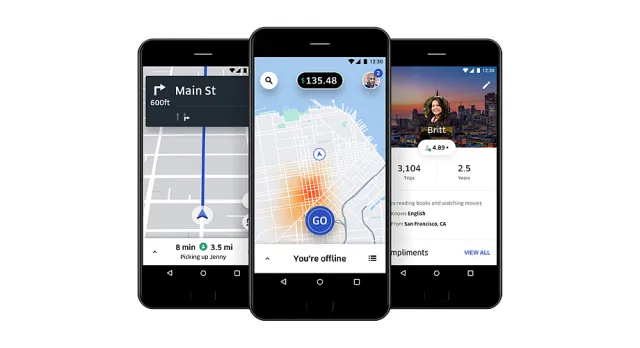 Main St
600ft
8 min 3.5 mi
Picking up Jenny
12:30
$135.48
2
GO
You're offline
12:30
Britt
4.89
3,104
2.5
Trips
Years
reading books and watching movies
Knows English
From San Francisco, CA
mpliments
VIEW ALL